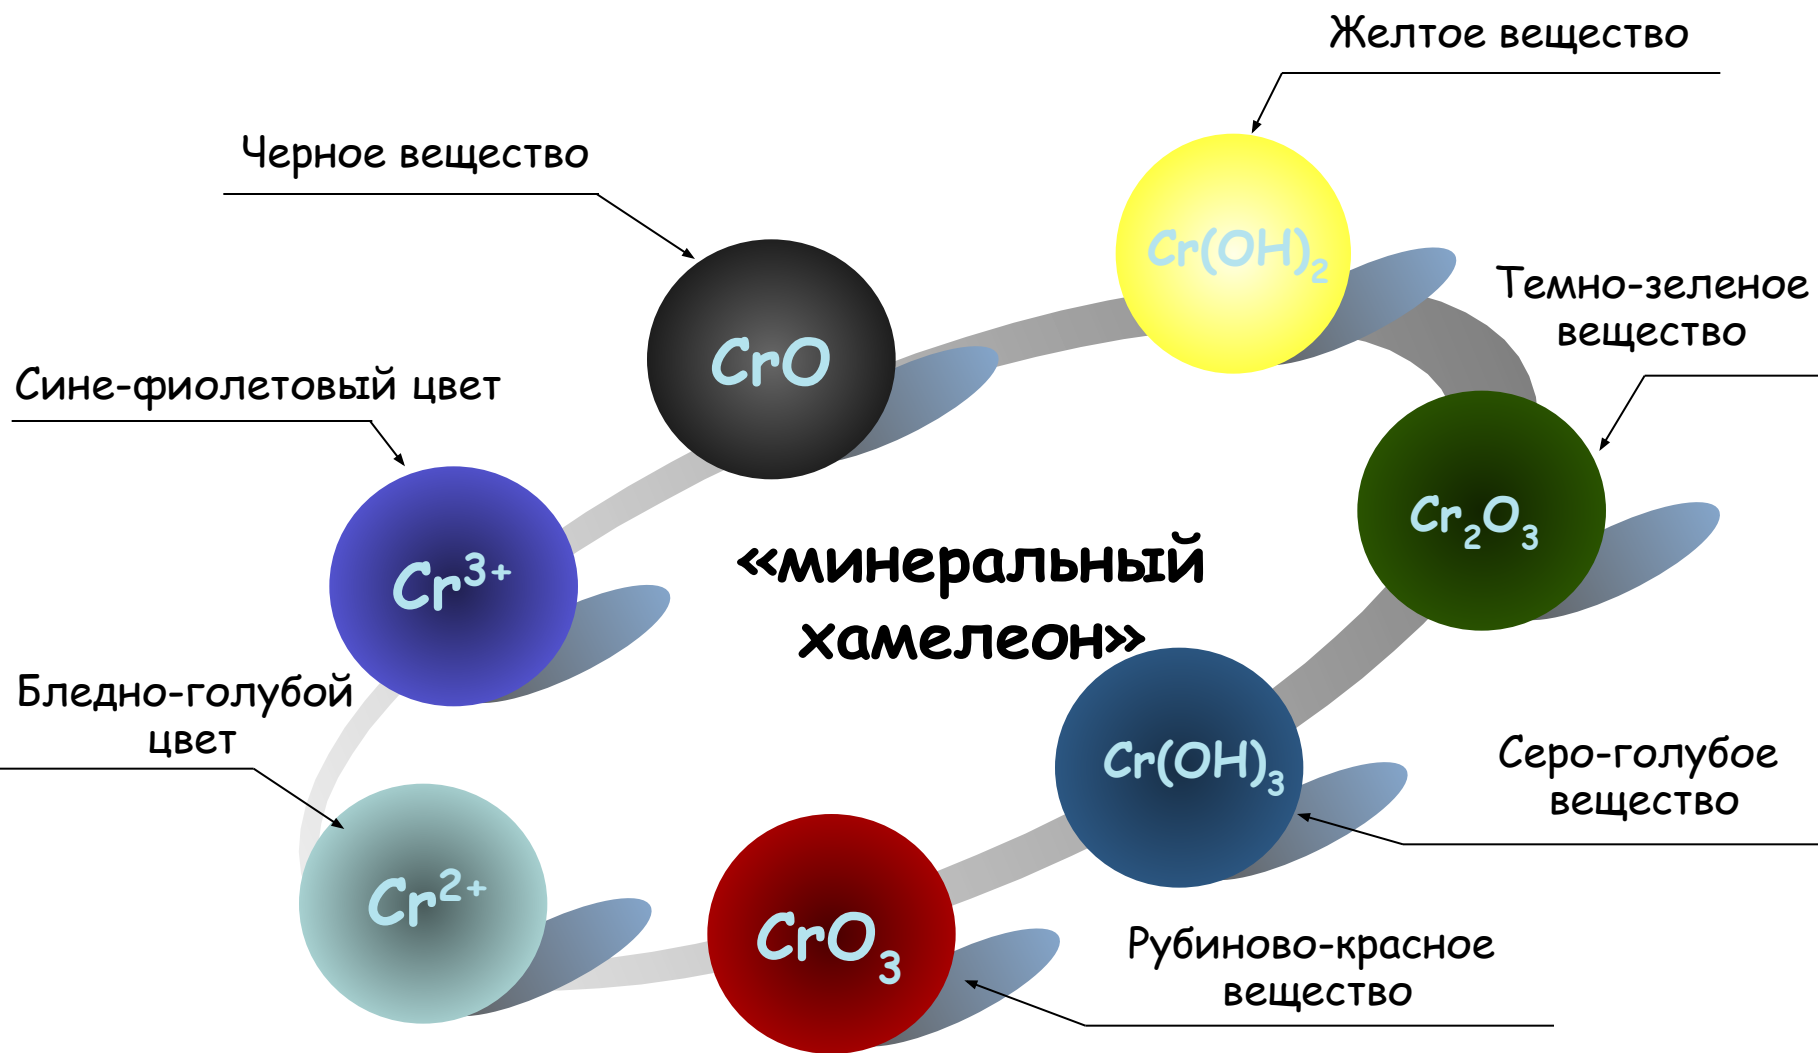 Желтое вещество
Черное вещество
Cr(OH)₂
Темно-зеленое
вещество
CrO
Сине-фиолетовый цвет
Cr₂O₃
Cr³⁺
«минеральный
хамелеон»
Бледно-голубой
цвет
Cr(OH)₃
Серо-голубое
вещество
Cr²⁺
CrO₃
Рубиново-красное
вещество